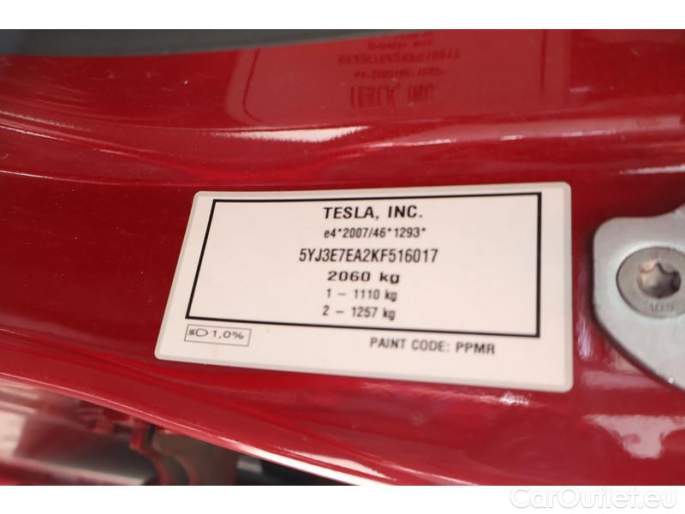 TESLA, INC.
e4*2007/46*1293*
5YJ3E7EA2KF516017
2060 kg
1 – 1110 kg
2 – 1257 kg
1,0%
PAINT CODE: PPMR
CarOutlet.eu